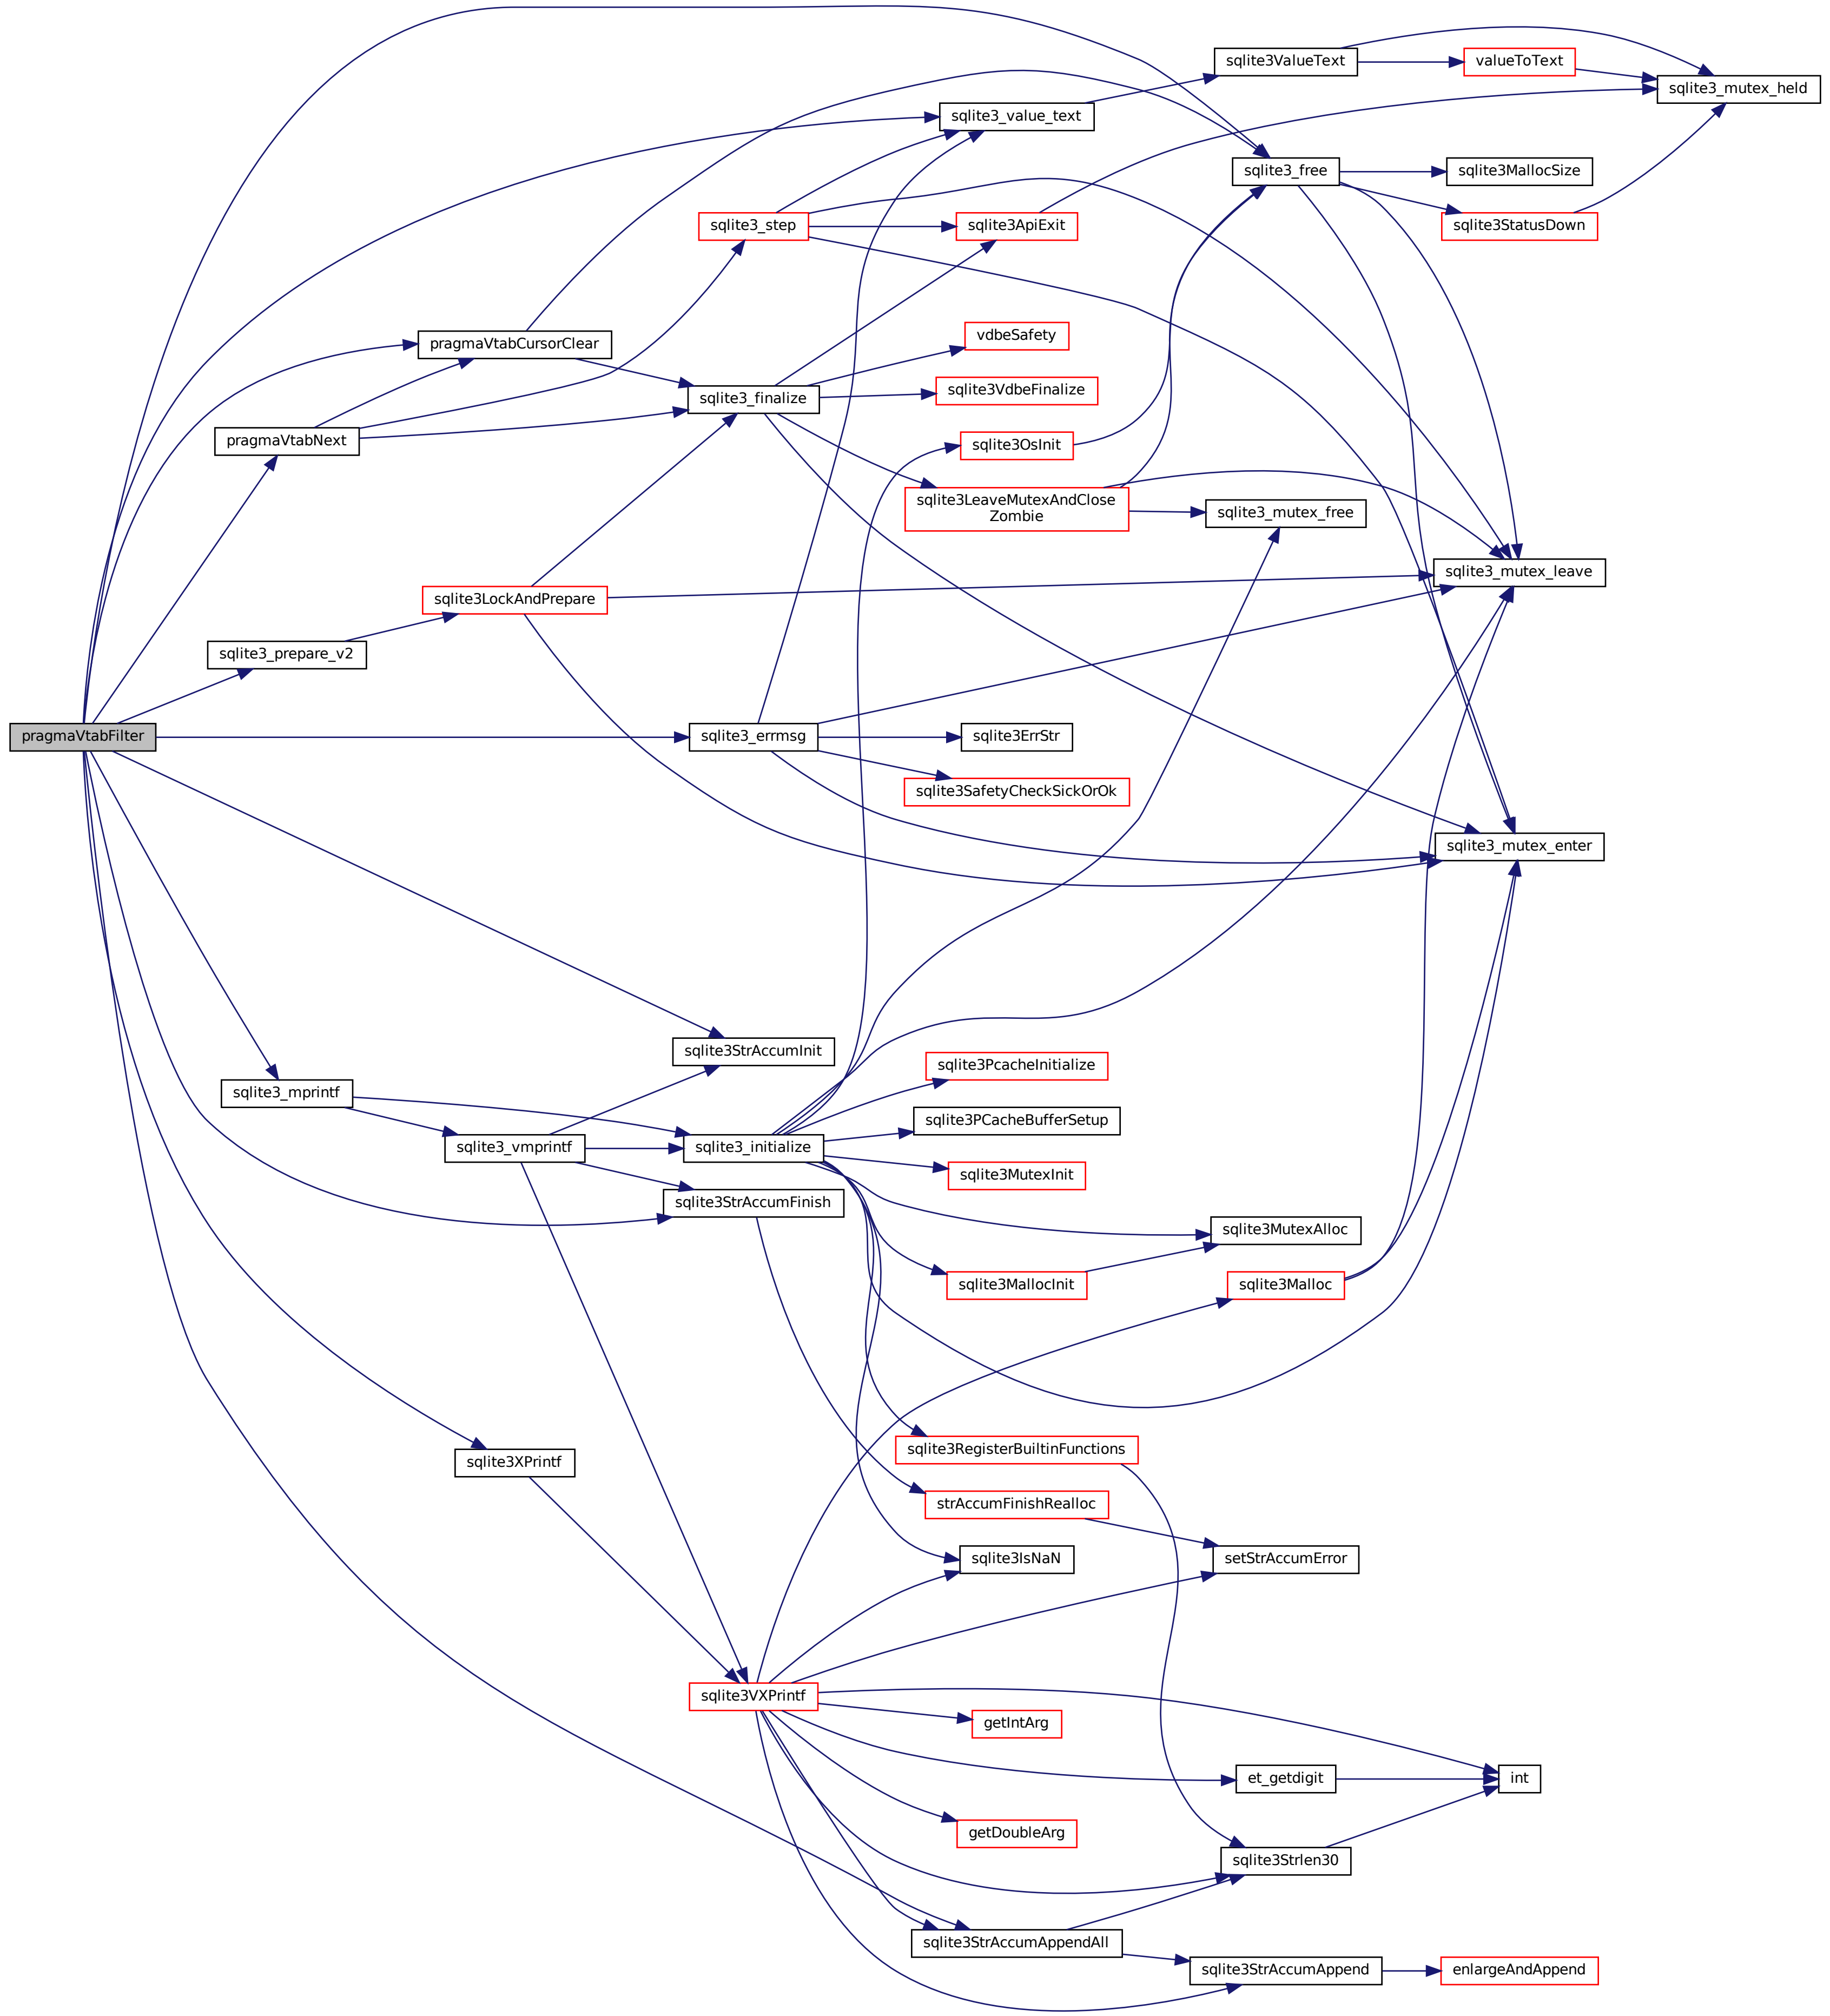 sqlite3ValueText
valueToText
sqlite3_mutex_held
sqlite3_value_text
sqlite3_free
sqlite3MallocSize
sqlite3_step
sqlite3ApiExit
sqlite3StatusDown
vdbeSafety
pragmaVtabCursorClear
sqlite3_finalize
sqlite3VdbeFinalize
pragmaVtabNext
sqlite3OsInit
sqlite3LeaveMutexAndClose
Zombie
sqlite3_mutex_free
sqlite3_mutex_leave
sqlite3LockAndPrepare
sqlite3_prepare_v2
pragmaVtabFilter
sqlite3_errmsg
sqlite3ErrStr
sqlite3SafetyCheckSickOrOk
sqlite3_mutex_enter
sqlite3StrAccumInit
sqlite3PcacheInitialize
sqlite3_mprintf
sqlite3PCacheBufferSetup
sqlite3_vmprintf
sqlite3_initialize
sqlite3MutexInit
sqlite3StrAccumFinish
sqlite3MutexAlloc
sqlite3MallocInit
sqlite3Malloc
sqlite3RegisterBuiltinFunctions
sqlite3XPrintf
strAccumFinishRealloc
sqlite3IsNaN
setStrAccumError
sqlite3VXPrintf
getIntArg
et_getdigit
int
getDoubleArg
sqlite3Strlen30
sqlite3StrAccumAppendAll
sqlite3StrAccumAppend
enlargeAndAppend